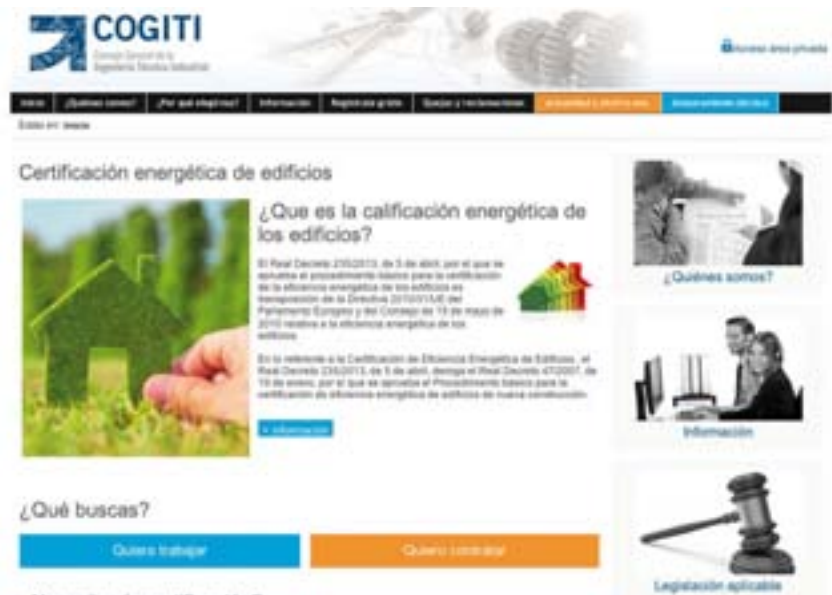 COGITI
Consejo General de la
Ingeniería Técnica Industrial
Acceso área privada
Inicio ¿Quiénes somos? ¿Por qué elegirnos? Información Regístrate gratis Quejas y reclamaciones
Estás en: Inicio
Certificación energética de edificios
¿Que es la calificación energética de
los edificios?
El Real Decreto 235/2013, de 5 de abril, por el que se
aprueba el procedimiento básico para la certificación
de la eficiencia energética de los edificios es
transposición de la Directiva 2010/31/UE del
Parlamento Europeo y del Consejo de 19 de mayo de
2010 relativa a la eficiencia energética de los
edificios.
En lo referente a la Certificación de Eficiencia Energética de Edificios, el
Real Decreto 235/2013, de 5 de abril, deroga el Real Decreto 47/2007, de
19 de enero, por el que se aprueba el Procedimiento básico para la
certificación de eficiencia energética de edificios de nueva construcción.
+ información
¿Quiénes somos?
Información
¿Qué buscas?
Quiero trabajar
Quiero contratar
Legislación aplicable